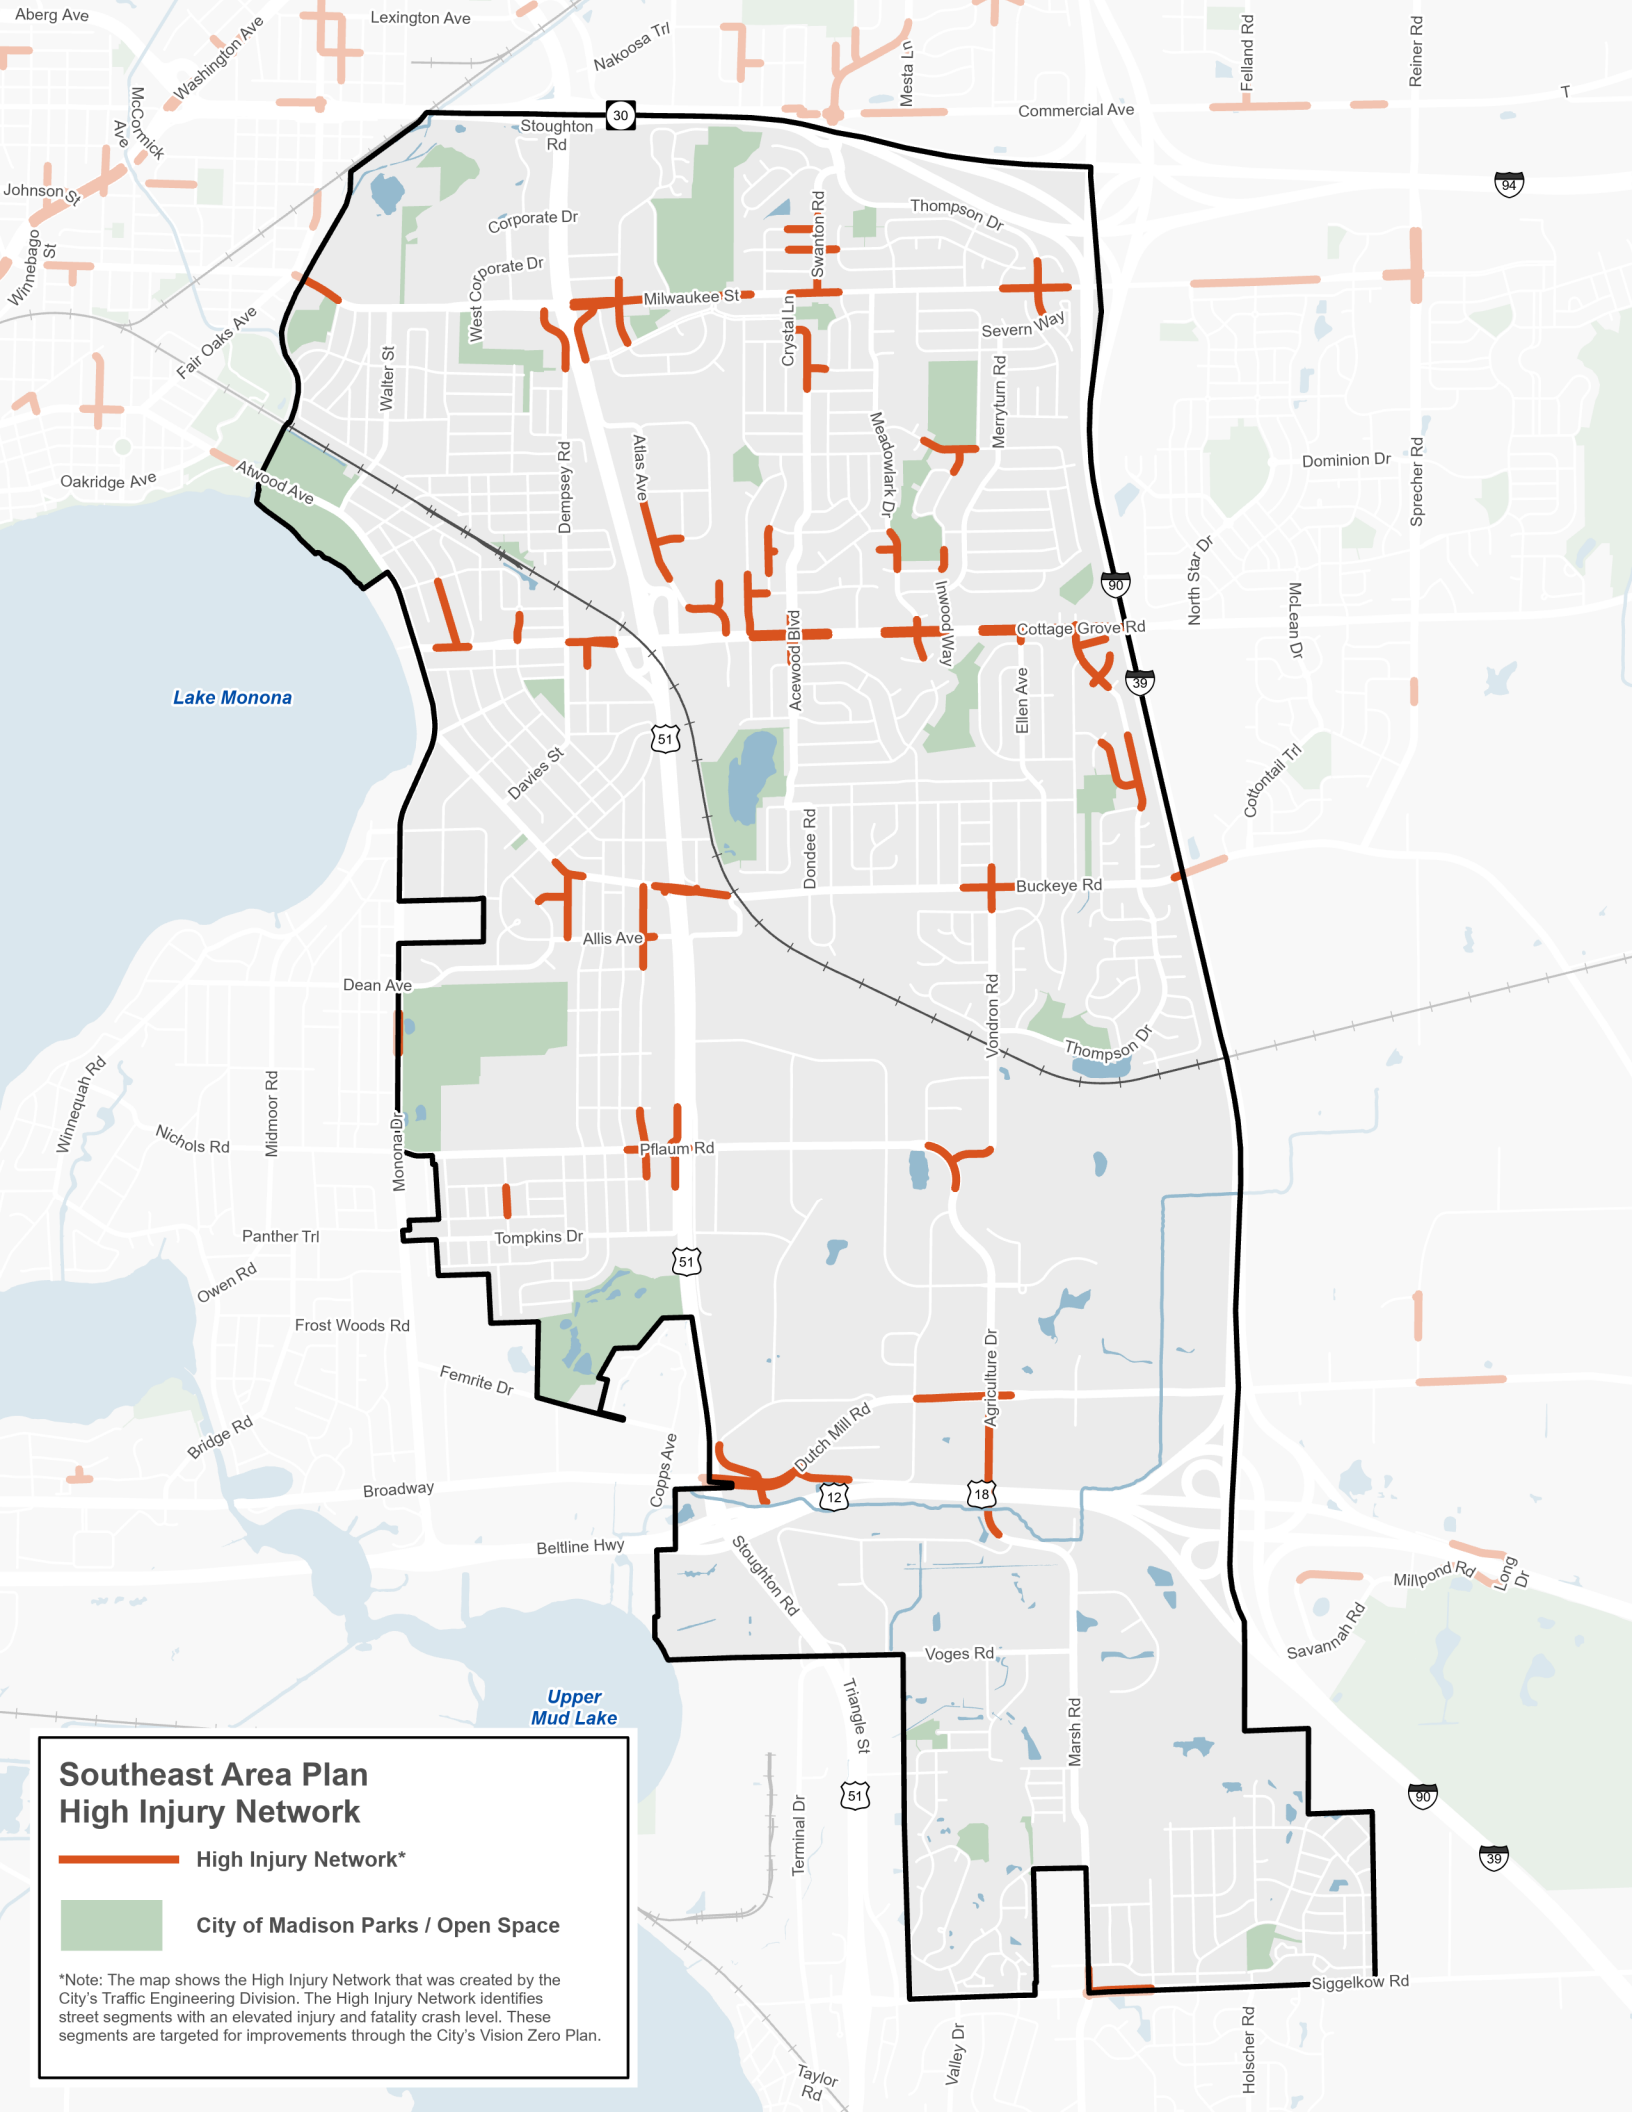 Aberg Ave
Lexington Ave
Washington Ave
Nakoosa Trl
Mesta Ln
Felland Rd
Reiner Rd
T
McCormick
Ave
Commercial Ave
30
Stoughton
Rd
94
Johnson St
Winnebago
St
Corporate Dr
Swanton Rd
Thompson Dr
West Corporate Dr
Milwaukee St
Crystal Ln
Severn Way
Fair Oaks Ave
Walter St
Merryturn Rd
Meadowlark Dr
Atlas Ave
Dempsey Rd
Oakridge Ave
Atwood Ave
Dominion Dr
Sprecher Rd
North Star Dr
90
McLean Dr
Inwood Way
Cottage Grove Rd
Acewood Blvd
Ellen Ave
39
Lake Monona
51
Davies St
Cottontail Trl
Dondee Rd
Buckeye Rd
Allis Ave
Dean Ave
Vondron Rd
Thompson Dr
Winnequah Rd
Midmoor Rd
Nichols Rd
Monona Dr
Pflaum Rd
Panther Trl
Tompkins Dr
51
Owen Rd
Frost Woods Rd
Femrite Dr
Agriculture Dr
Bridge Rd
Dutch Mill Rd
Copps Ave
Broadway
12
18
Beltline Hwy
Stoughton Rd
Millpond Rd
Long
Dr
Savannah Rd
Voges Rd
Upper
Mud Lake
Triangle St
Marsh Rd
51
90
Terminal Dr
39
Southeast Area Plan
High Injury Network
High Injury Network*
City of Madison Parks / Open Space
*Note: The map shows the High Injury Network that was created by the
City's Traffic Engineering Division. The High Injury Network identifies
street segments with an elevated injury and fatality crash level. These
segments are targeted for improvements through the City's Vision Zero Plan.
Siggelkow Rd
Valley Dr
Holscher Rd
Taylor
Rd